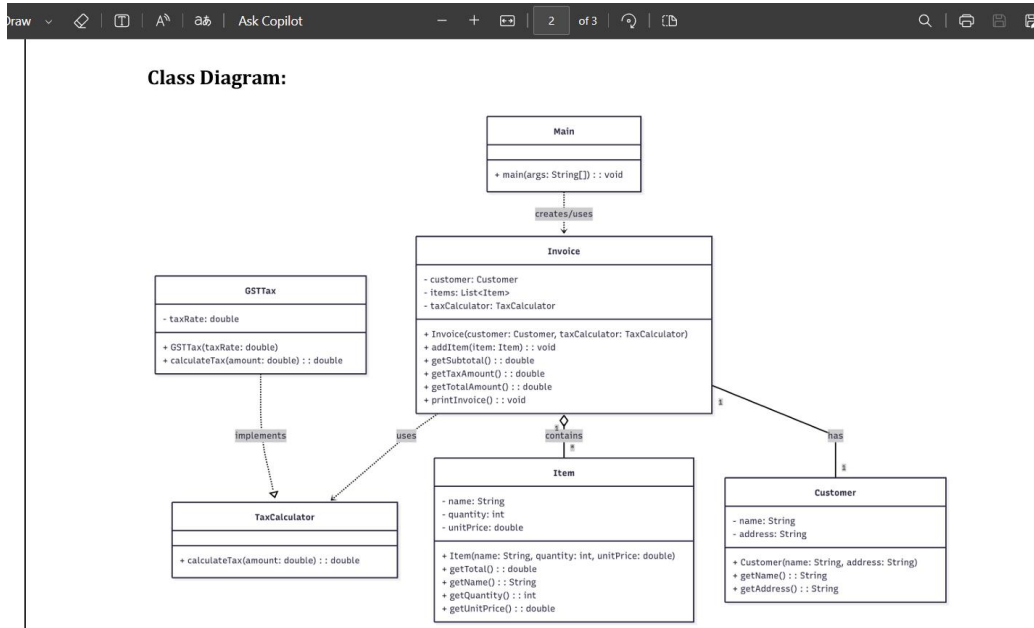 Draw
aあ
Ask Copilot
2
of 3
Class Diagram:
Main
+ main(args: String[]) : : void
creates/uses
Invoice
- customer: Customer
- items: List<Item>
- taxCalculator: TaxCalculator
+ Invoice(customer: Customer, taxCalculator: TaxCalculator)
+ addItem(item: Item) : : void
+ getSubtotal() : : double
+ getTaxAmount() : : double
+ getTotalAmount() : : double
+ printInvoice() : : void
GSTTax
- taxRate: double
+ GSTTax(taxRate: double)
+ calculateTax(amount: double) : : double
implements
uses
1
contains
*
1
has
1
TaxCalculator
+ calculateTax(amount: double) : : double
Item
- name: String
- quantity: int
- unitPrice: double
+ Item(name: String, quantity: int, unitPrice: double)
+ getTotal() : : double
+ getName() : : String
+ getQuantity() : : int
+ getUnitPrice() : : double
Customer
- name: String
- address: String
+ Customer(name: String, address: String)
+ getName() : : String
+ getAddress() : : String